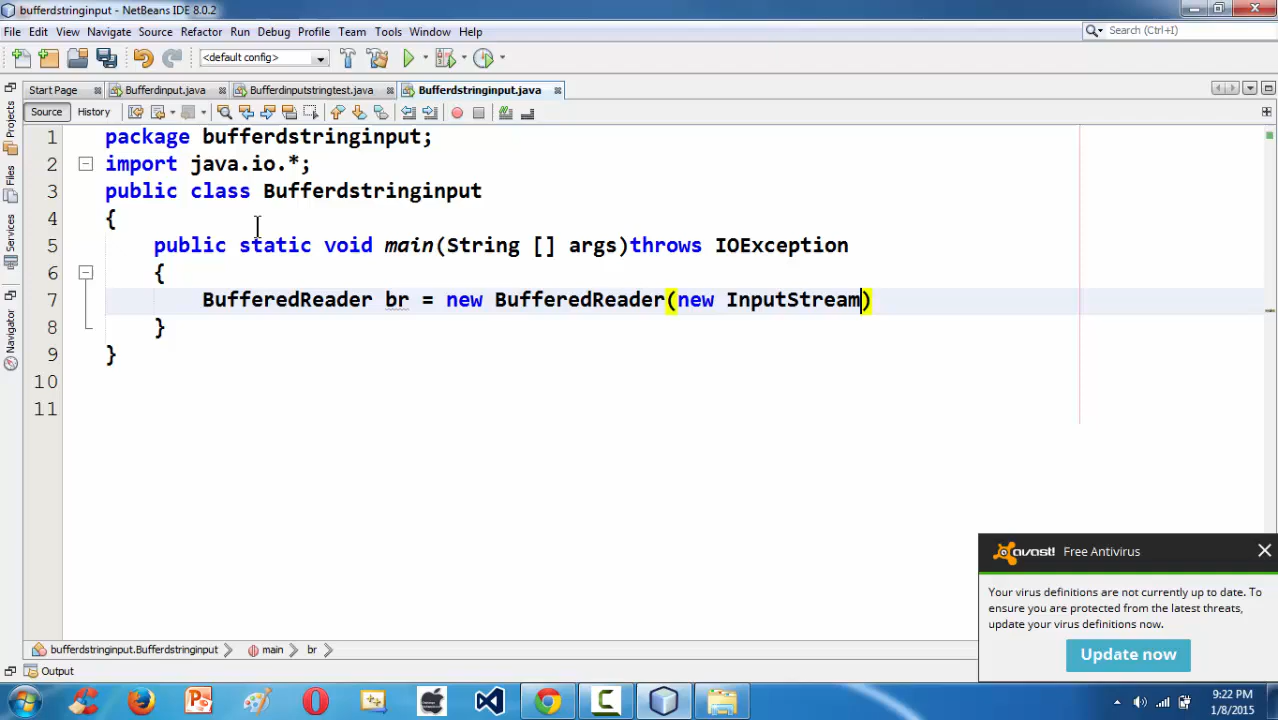 bufferdstringinput - NetBeans IDE 8.0.2
File Edit View Navigate Source Refactor Run Debug Profile Team Tools Window Help
Search (Ctrl+I)
<default config>
Start Page Bufferdinput.java Bufferdinputstringtest.java Bufferdstringinput.java
Source History
Projects
Files
Services
Navigator
1 package bufferdstringinput;
2 import java.io.*;
3 public class Bufferdstringinput
4 {
5 public static void main(String [] args)throws IOException
6 {
7 BufferedReader br = new BufferedReader(new InputStream)
8 }
9 }
10
11
avast! Free Antivirus
Your virus definitions are not currently up to date. To
ensure you are protected from the latest threats,
update your virus definitions now.
Update now
bufferdstringinput.Bufferdstringinput main br
Output
9:22 PM
1/8/2015